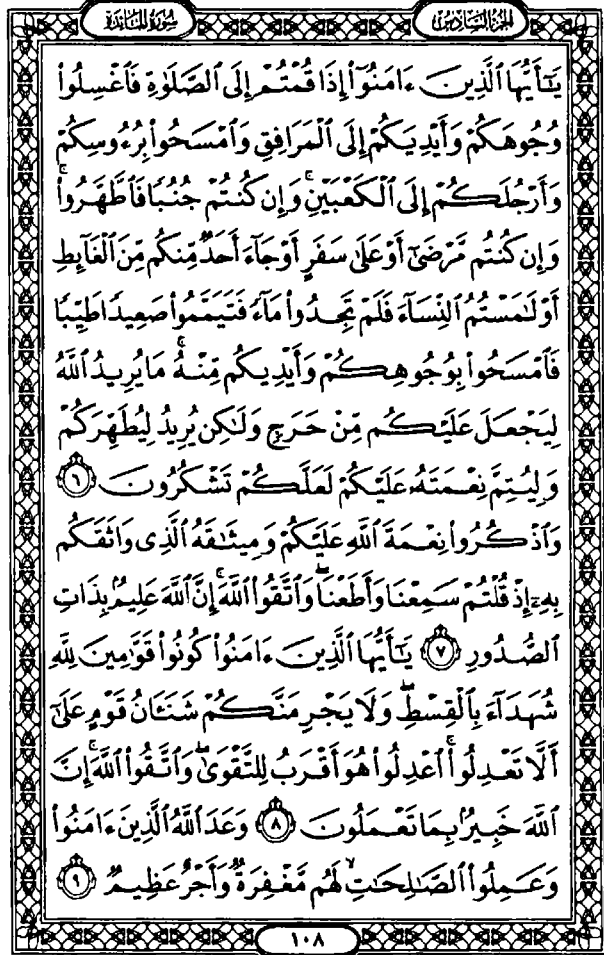 الجزء السادس
سورة المائدة
يَٰٓأَيُّهَا ٱلَّذِينَ ءَامَنُوٓا۟ إِذَا قُمْتُمْ إِلَى ٱلصَّلَوٰةِ فَٱغْسِلُوا۟
وُجُوهَكُمْ وَأَيْدِيَكُمْ إِلَى ٱلْمَرَافِقِ وَٱمْسَحُوا۟ بِرُءُوسِكُمْ
وَأَرْجُلَكُمْ إِلَى ٱلْكَعْبَيْنِ ۚ وَإِن كُنتُمْ جُنُبًا فَٱطَّهَّرُوا۟ ۚ
وَإِن كُنتُم مَّرْضَىٰٓ أَوْ عَلَىٰ سَفَرٍ أَوْ جَآءَ أَحَدٌ مِّنكُم مِّنَ ٱلْغَآئِطِ
أَوْ لَٰمَسْتُمُ ٱلنِّسَآءَ فَلَمْ تَجِدُوا۟ مَآءً فَتَيَمَّمُوا۟ صَعِيدًا طَيِّبًا
فَٱمْسَحُوا۟ بِوُجُوهِكُمْ وَأَيْدِيكُم مِّنْهُ ۚ مَا يُرِيدُ ٱللَّهُ
لِيَجْعَلَ عَلَيْكُم مِّنْ حَرَجٍ وَلَٰكِن يُرِيدُ لِيُطَهِّرَكُمْ
وَلِيُتِمَّ نِعْمَتَهُۥ عَلَيْكُمْ لَعَلَّكُمْ تَشْكُرُونَ ٦
وَٱذْكُرُوا۟ نِعْمَةَ ٱللَّهِ عَلَيْكُمْ وَمِيثَٰقَهُ ٱلَّذِى وَاثَقَكُم
بِهِۦٓ إِذْ قُلْتُمْ سَمِعْنَا وَأَطَعْنَا ۖ وَٱتَّقُوا۟ ٱللَّهَ ۚ إِنَّ ٱللَّهَ عَلِيمٌۢ بِذَاتِ
ٱلصُّدُورِ ٧ يَٰٓأَيُّهَا ٱلَّذِينَ ءَامَنُوا۟ كُونُوا۟ قَوَّٰمِينَ لِلَّهِ
شُهَدَآءَ بِٱلْقِسْطِ ۖ وَلَا يَجْرِمَنَّكُمْ شَنَـَٔانُ قَوْمٍ عَلَىٰٓ
أَلَّا تَعْدِلُوا۟ ۚ ٱعْدِلُوا۟ هُوَ أَقْرَبُ لِلتَّقْوَىٰ ۖ وَٱتَّقُوا۟ ٱللَّهَ ۚ إِنَّ
ٱللَّهَ خَبِيرٌۢ بِمَا تَعْمَلُونَ ٨ وَعَدَ ٱللَّهُ ٱلَّذِينَ ءَامَنُوا۟
وَعَمِلُوا۟ ٱلصَّٰلِحَٰتِ ۙ لَهُم مَّغْفِرَةٌ وَأَجْرٌ عَظِيمٌ ٩
١٠٨